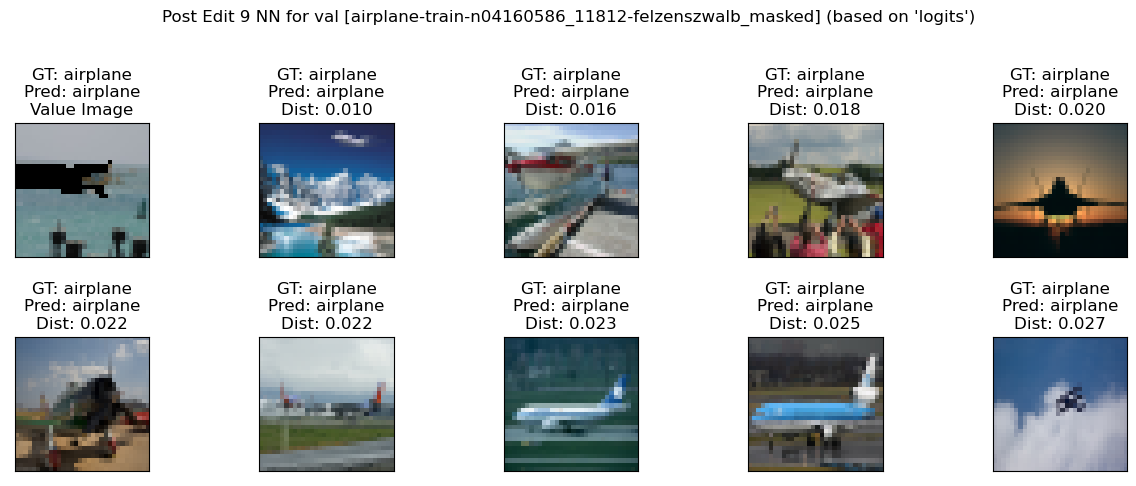 Post Edit 9 NN for val [airplane-train-n04160586_11812-felzenszwalb_masked] (based on 'logits')
GT: airplane
Pred: airplane
Value Image
GT: airplane
Pred: airplane
Dist: 0.010
GT: airplane
Pred: airplane
Dist: 0.016
GT: airplane
Pred: airplane
Dist: 0.018
GT: airplane
Pred: airplane
Dist: 0.020
GT: airplane
Pred: airplane
Dist: 0.022
GT: airplane
Pred: airplane
Dist: 0.022
GT: airplane
Pred: airplane
Dist: 0.023
GT: airplane
Pred: airplane
Dist: 0.025
GT: airplane
Pred: airplane
Dist: 0.027